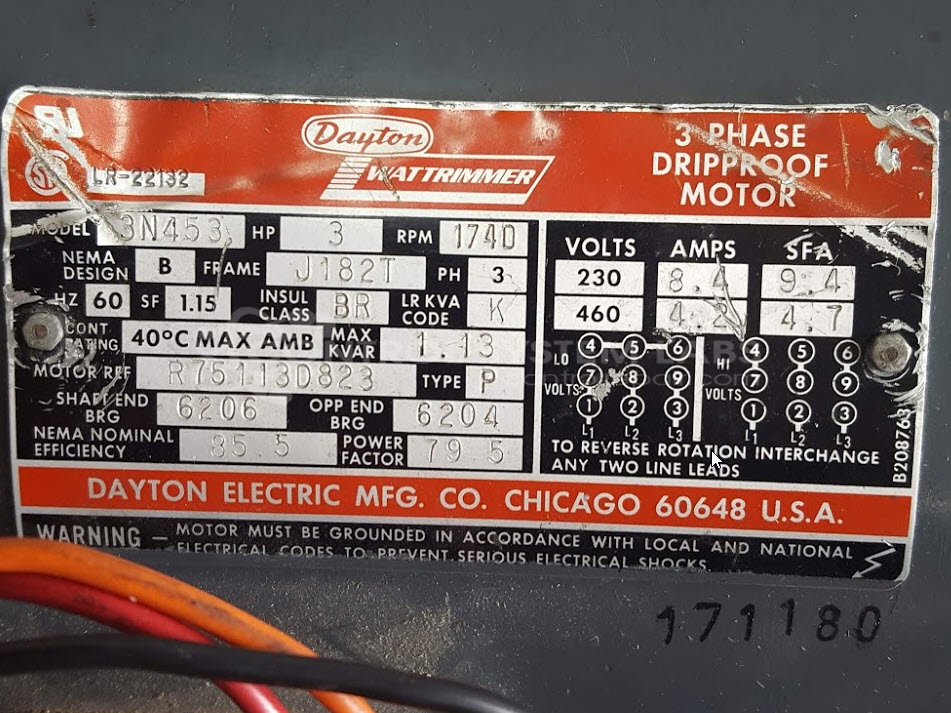 LR-22132
Dayton
WATTRIMMER
3 PHASE
DRIPPROOF
MOTOR
MODEL 3N453 HP 3 RPM 1740
NEMA DESIGN B FRAME J182T PH 3
HZ 60 SF 1.15 INSUL CLASS BR LR KVA CODE K
CONT RATING 40°C MAX AMB MAX KVAR 1.13
MOTOR REF R75113D823 TYPE P
SHAFT END BRG 6206 OPP END BRG 6204
NEMA NOMINAL EFFICIENCY 85.5 POWER FACTOR 79.5
VOLTS AMPS SFA
230 8.4 9.4
460 4.2 4.7
LO VOLTS
4 5 6
7 8 9
1 2 3
L1 L2 L3
HI VOLTS
4 5 6
7 8 9
1 2 3
L1 L2 L3
TO REVERSE ROTATION INTERCHANGE
ANY TWO LINE LEADS
B208763
DAYTON ELECTRIC MFG. CO. CHICAGO 60648 U.S.A.
WARNING — MOTOR MUST BE GROUNDED IN ACCORDANCE WITH LOCAL AND NATIONAL
ELECTRICAL CODES TO PREVENT SERIOUS ELECTRICAL SHOCKS.
171180